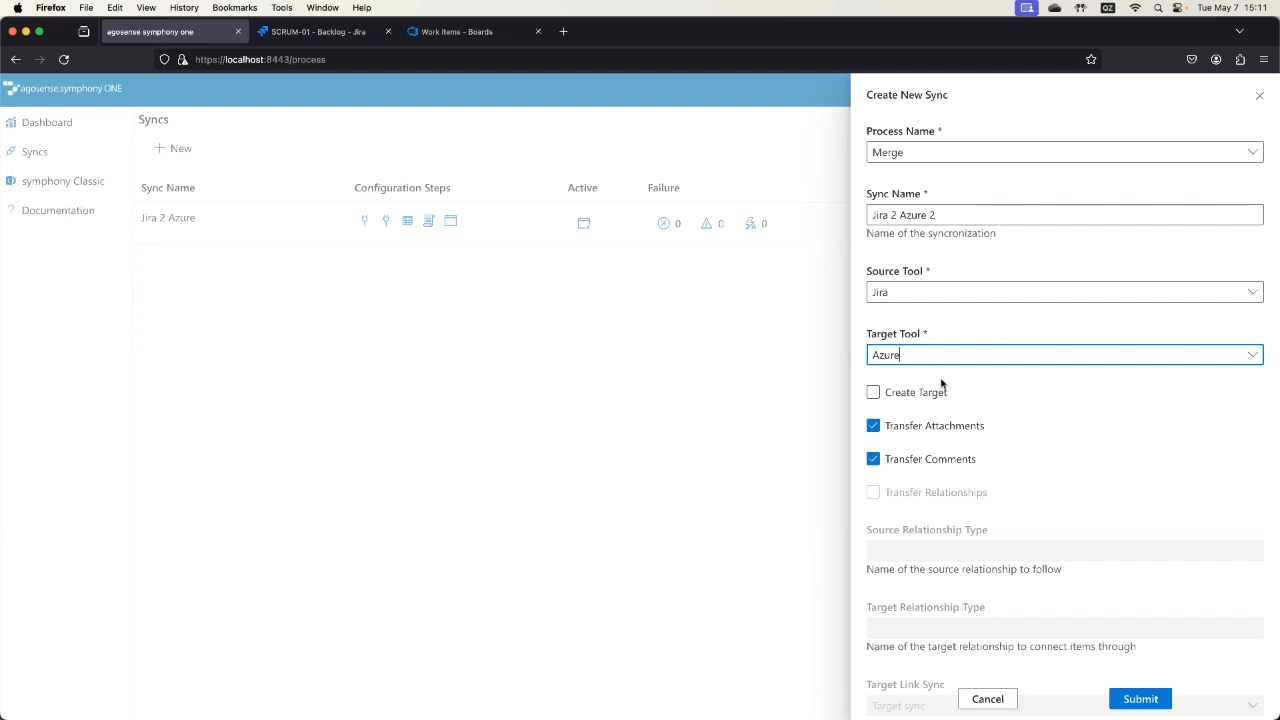 Firefox File Edit View History Bookmarks Tools Window Help Tue May 7 15:11
agosense symphony one SCRUM-01 - Backlog - Jira Work items - Boards
https://localhost:8443/process
agosense.symphony ONE
Dashboard
Syncs
symphony Classic
Documentation
Syncs
New
Sync Name Configuration Steps Active Failure
Jira 2 Azure 0 0 0
Create New Sync
Process Name *
Merge
Sync Name *
Jira 2 Azure 2
Name of the syncronization
Source Tool *
Jira
Target Tool *
Azure
Create Target
Transfer Attachments
Transfer Comments
Transfer Relationships
Source Relationship Type
Name of the source relationship to follow
Target Relationship Type
Name of the target relationship to connect items through
Target Link Sync
Target sync
Cancel Submit